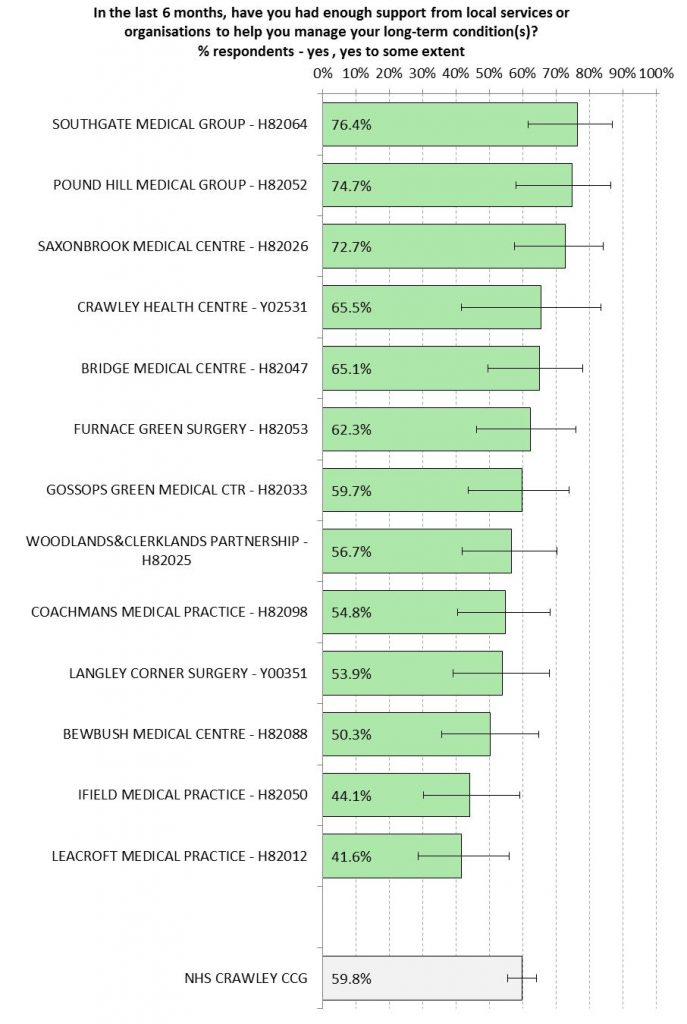 In the last 6 months, have you had enough support from local services or
organisations to help you manage your long-term condition(s)?
% respondents - yes , yes to some extent
0% 10% 20% 30% 40% 50% 60% 70% 80% 90% 100%
SOUTHGATE MEDICAL GROUP - H82064 76.4%
POUND HILL MEDICAL GROUP - H82052 74.7%
SAXONBROOK MEDICAL CENTRE - H82026 72.7%
CRAWLEY HEALTH CENTRE - Y02531 65.5%
BRIDGE MEDICAL CENTRE - H82047 65.1%
FURNACE GREEN SURGERY - H82053 62.3%
GOSSOPS GREEN MEDICAL CTR - H82033 59.7%
WOODLANDS&CLERKLANDS PARTNERSHIP -
H82025 56.7%
COACHMANS MEDICAL PRACTICE - H82098 54.8%
LANGLEY CORNER SURGERY - Y00351 53.9%
BEWBUSH MEDICAL CENTRE - H82088 50.3%
IFIELD MEDICAL PRACTICE - H82050 44.1%
LEACROFT MEDICAL PRACTICE - H82012 41.6%
NHS CRAWLEY CCG 59.8%